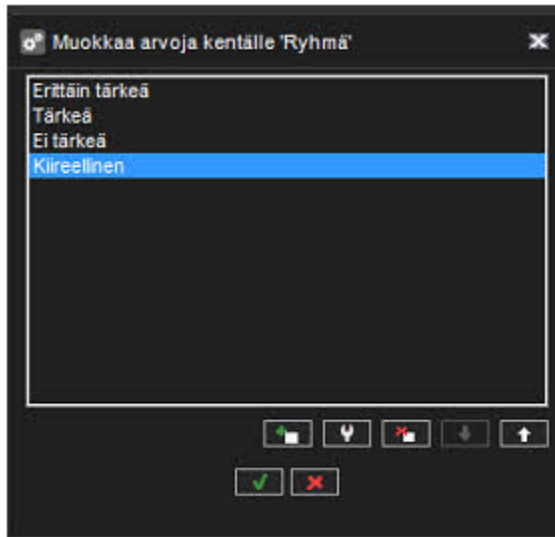 Muokkaa arvoja kentälle 'Ryhmä'
Erittäin tärkeä
Tärkeä
Ei tärkeä
Kiireellinen